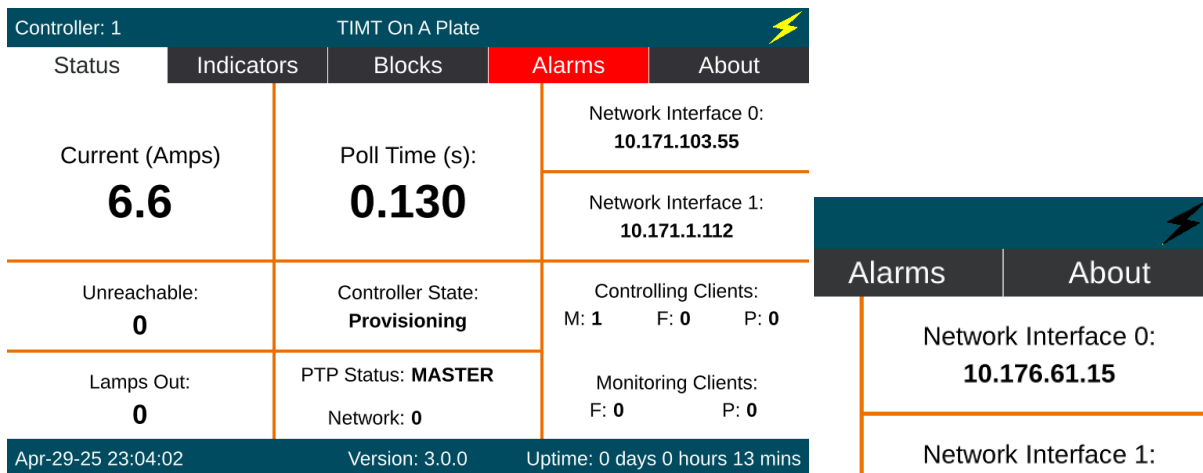 Controller: 1 TIMT On A Plate
Status Indicators Blocks Alarms About
Current (Amps)
6.6
Poll Time (s):
0.130
Network Interface 0:
10.171.103.55
Network Interface 1:
10.171.1.112
Unreachable:
0
Controller State:
Provisioning
Controlling Clients:
M: 1 F: 0 P: 0
Lamps Out:
0
PTP Status: MASTER
Network: 0
Monitoring Clients:
F: 0 P: 0
Apr-29-25 23:04:02 Version: 3.0.0 Uptime: 0 days 0 hours 13 mins
Alarms About
Network Interface 0:
10.176.61.15
Network Interface 1: